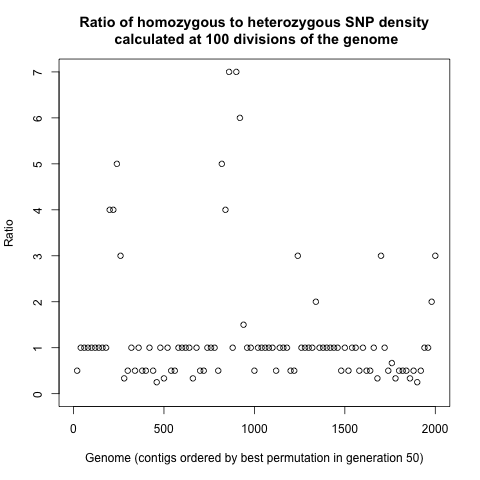 Ratio of homozygous to heterozygous SNP density
calculated at 100 divisions of the genome
Ratio
7
6
5
4
3
2
1
0
0 500 1000 1500 2000
Genome (contigs ordered by best permutation in generation 50)